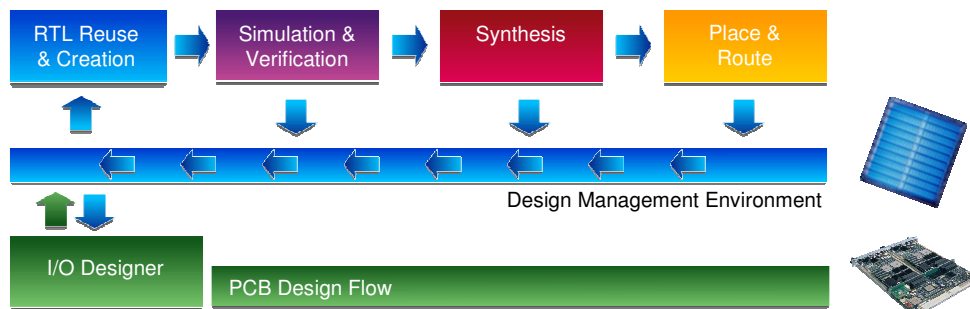 RTL Reuse
& Creation
Simulation &
Verification
Synthesis
Place &
Route
Design Management Environment
I/O Designer
PCB Design Flow